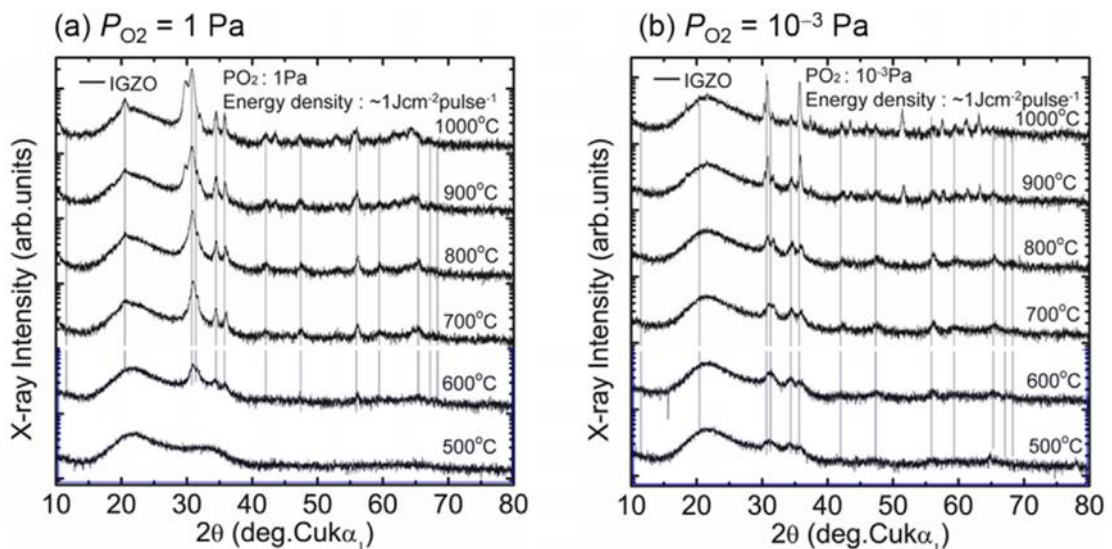 (a) PO2 = 1 Pa
IGZO
PO2 : 1Pa
Energy density : ~1Jcm-2pulse-1
1000°C
900°C
800°C
700°C
600°C
500°C
X-ray Intensity (arb.units)
10 20 30 40 50 60 70 80
2θ (deg.Cukα1)
(b) PO2 = 10−3 Pa
IGZO
PO2 : 10-3Pa
Energy density : ~1Jcm-2pulse-1
1000°C
900°C
800°C
700°C
600°C
500°C
X-ray Intensity (arb.units)
10 20 30 40 50 60 70 80
2θ (deg.Cukα1)